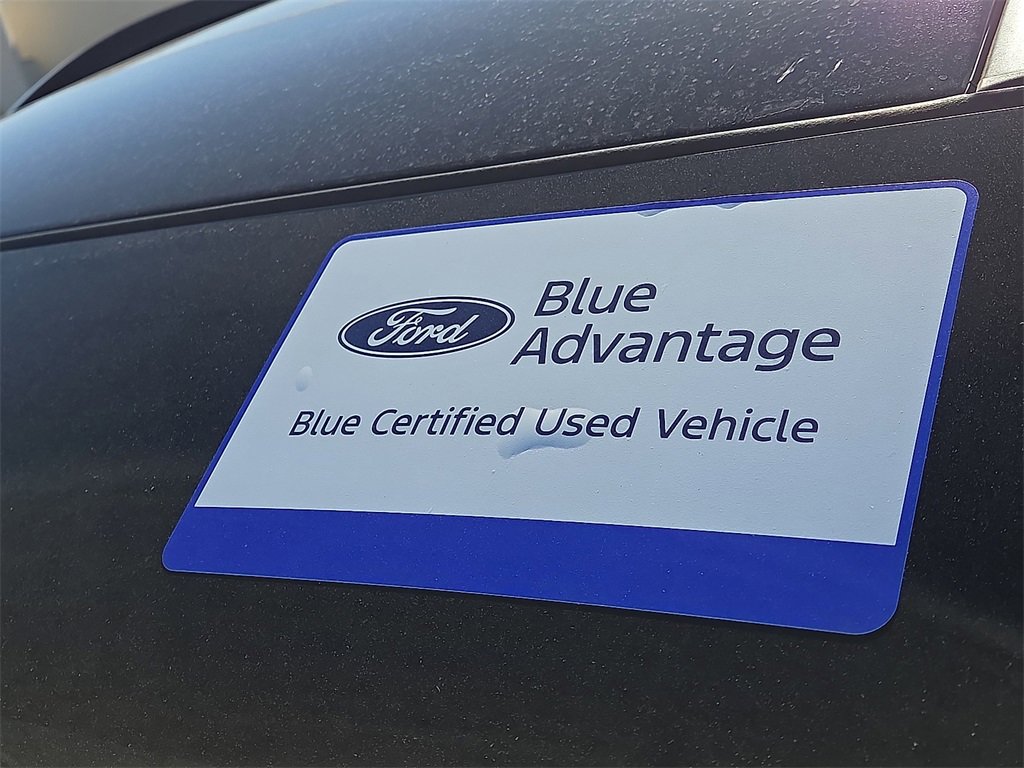 Ford
Blue
Advantage
Blue Certified Used Vehicle